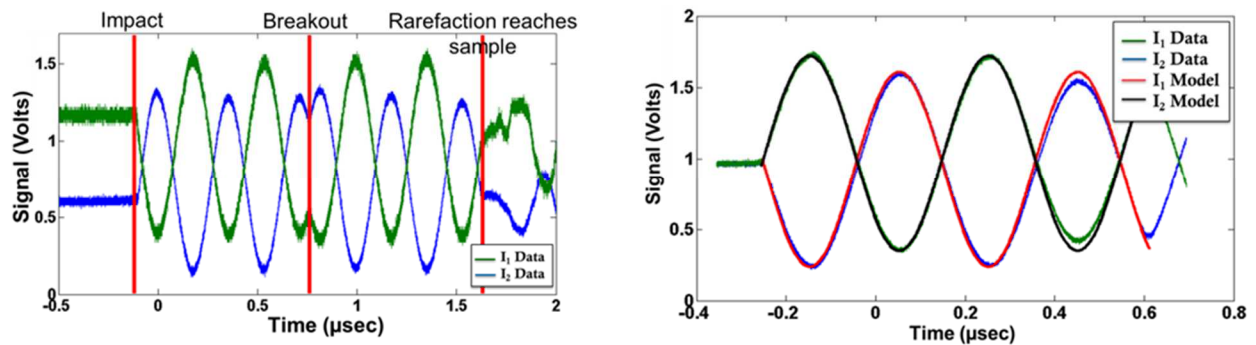 Impact
Breakout
Rarefaction reaches
sample
Signal (Volts)
1.5
1
0.5
0
-0.5
0
0.5
1
1.5
2
Time (µsec)
I₁ Data
I₂ Data
Signal (Volts)
2
1.5
1
0.5
0
-0.4
-0.2
0
0.2
0.4
0.6
0.8
Time (µsec)
I₁ Data
I₂ Data
I₁ Model
I₂ Model